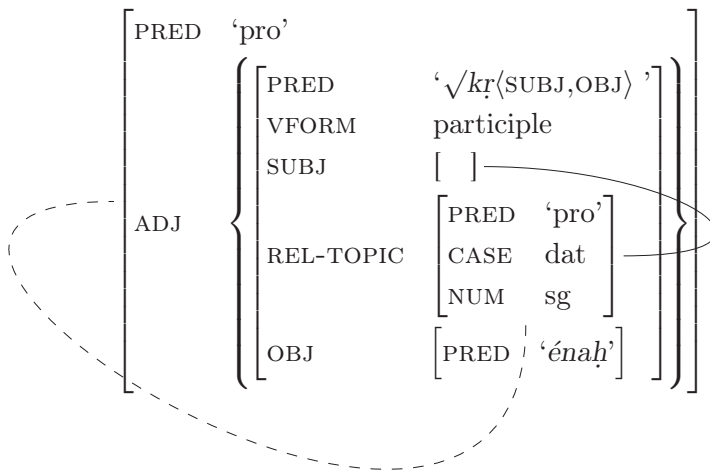 PRED ‘pro’
PRED ‘√kṛ⟨SUBJ,OBJ⟩ ’
VFORM participle
SUBJ [ ]
PRED ‘pro’
ADJ
REL-TOPIC CASE dat
NUM sg
OBJ [PRED ‘énaḥ’]